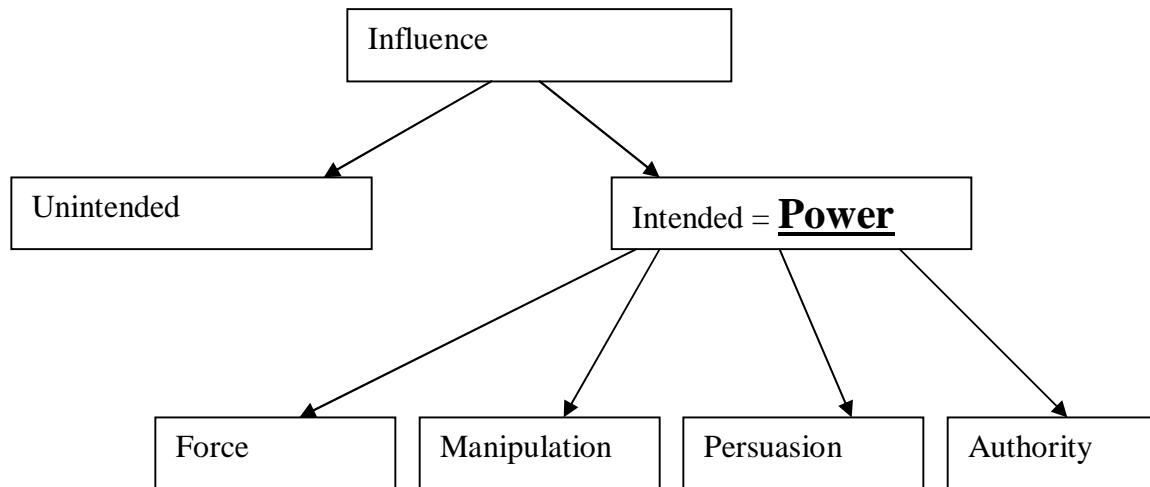 Influence
Unintended
Intended = Power
Force
Manipulation
Persuasion
Authority